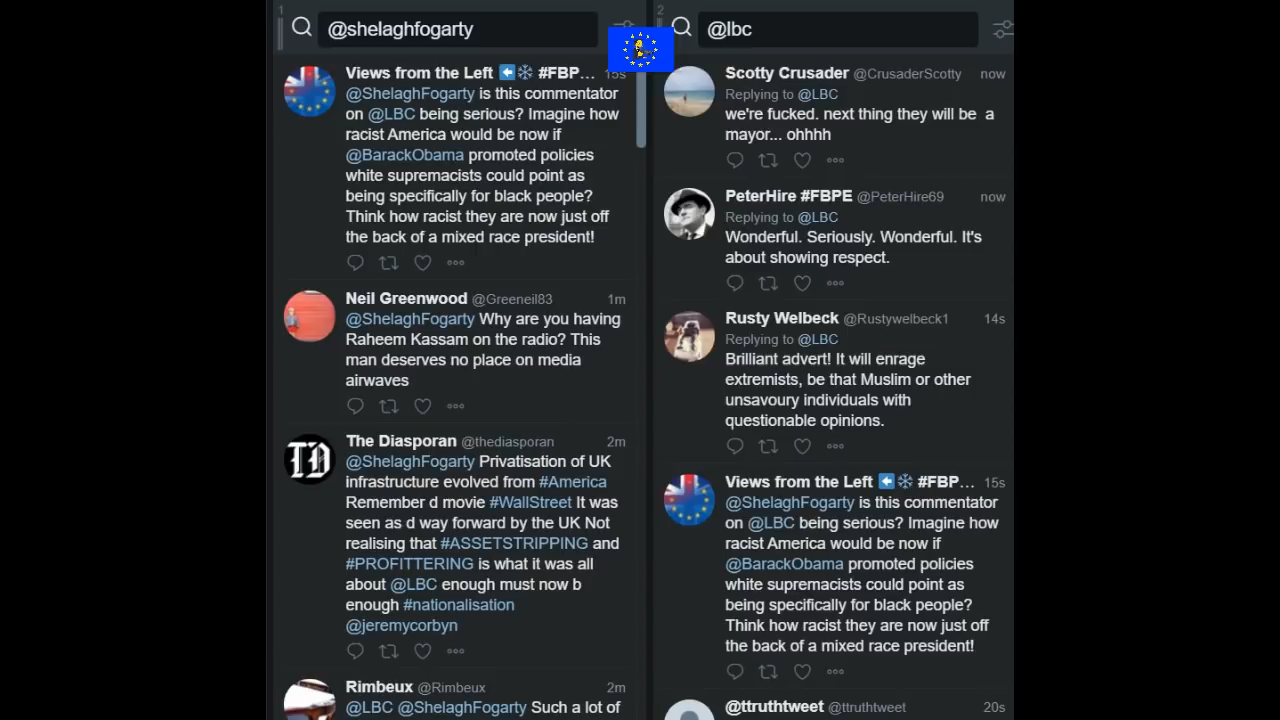 1
@shelaghfogarty
Views from the Left ⬅️❄️ #FBP... 15s
@ShelaghFogarty is this commentator
on @LBC being serious? Imagine how
racist America would be now if
@BarackObama promoted policies
white supremacists could point as
being specifically for black people?
Think how racist they are now just off
the back of a mixed race president!
Neil Greenwood @Greeneil83 1m
@ShelaghFogarty Why are you having
Raheem Kassam on the radio? This
man deserves no place on media
airwaves
TD
The Diasporan @thediasporan 2m
@ShelaghFogarty Privatisation of UK
infrastructure evolved from #America
Remember d movie #WallStreet It was
seen as d way forward by the UK Not
realising that #ASSETSTRIPPING and
#PROFITTERING is what it was all
about @LBC enough must now b
enough #nationalisation
@jeremycorbyn
Rimbeux @Rimbeux 2m
@LBC @ShelaghFogarty Such a lot of
2
@lbc
Scotty Crusader @CrusaderScotty now
Replying to @LBC
we're fucked. next thing they will be a
mayor... ohhhh
PeterHire #FBPE @PeterHire69 now
Replying to @LBC
Wonderful. Seriously. Wonderful. It's
about showing respect.
Rusty Welbeck @Rustywelbeck1 14s
Replying to @LBC
Brilliant advert! It will enrage
extremists, be that Muslim or other
unsavoury individuals with
questionable opinions.
Views from the Left ⬅️❄️ #FBP... 15s
@ShelaghFogarty is this commentator
on @LBC being serious? Imagine how
racist America would be now if
@BarackObama promoted policies
white supremacists could point as
being specifically for black people?
Think how racist they are now just off
the back of a mixed race president!
@ttruthtweet @ttruthtweet 20s